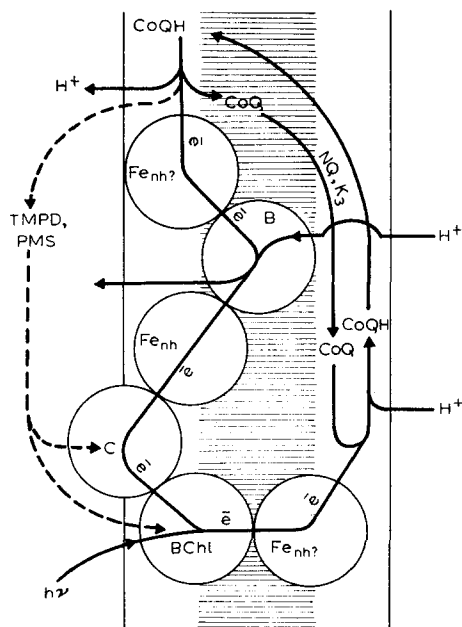 CoQH
H+
CoQ
ē
Fenh?
NQ, K3
TMPD,
PMS
ē
B
H+
Fenh
CoQH
CoQ
ē
H+
C
ē
ē
ē
BChl
Fenh?
hν